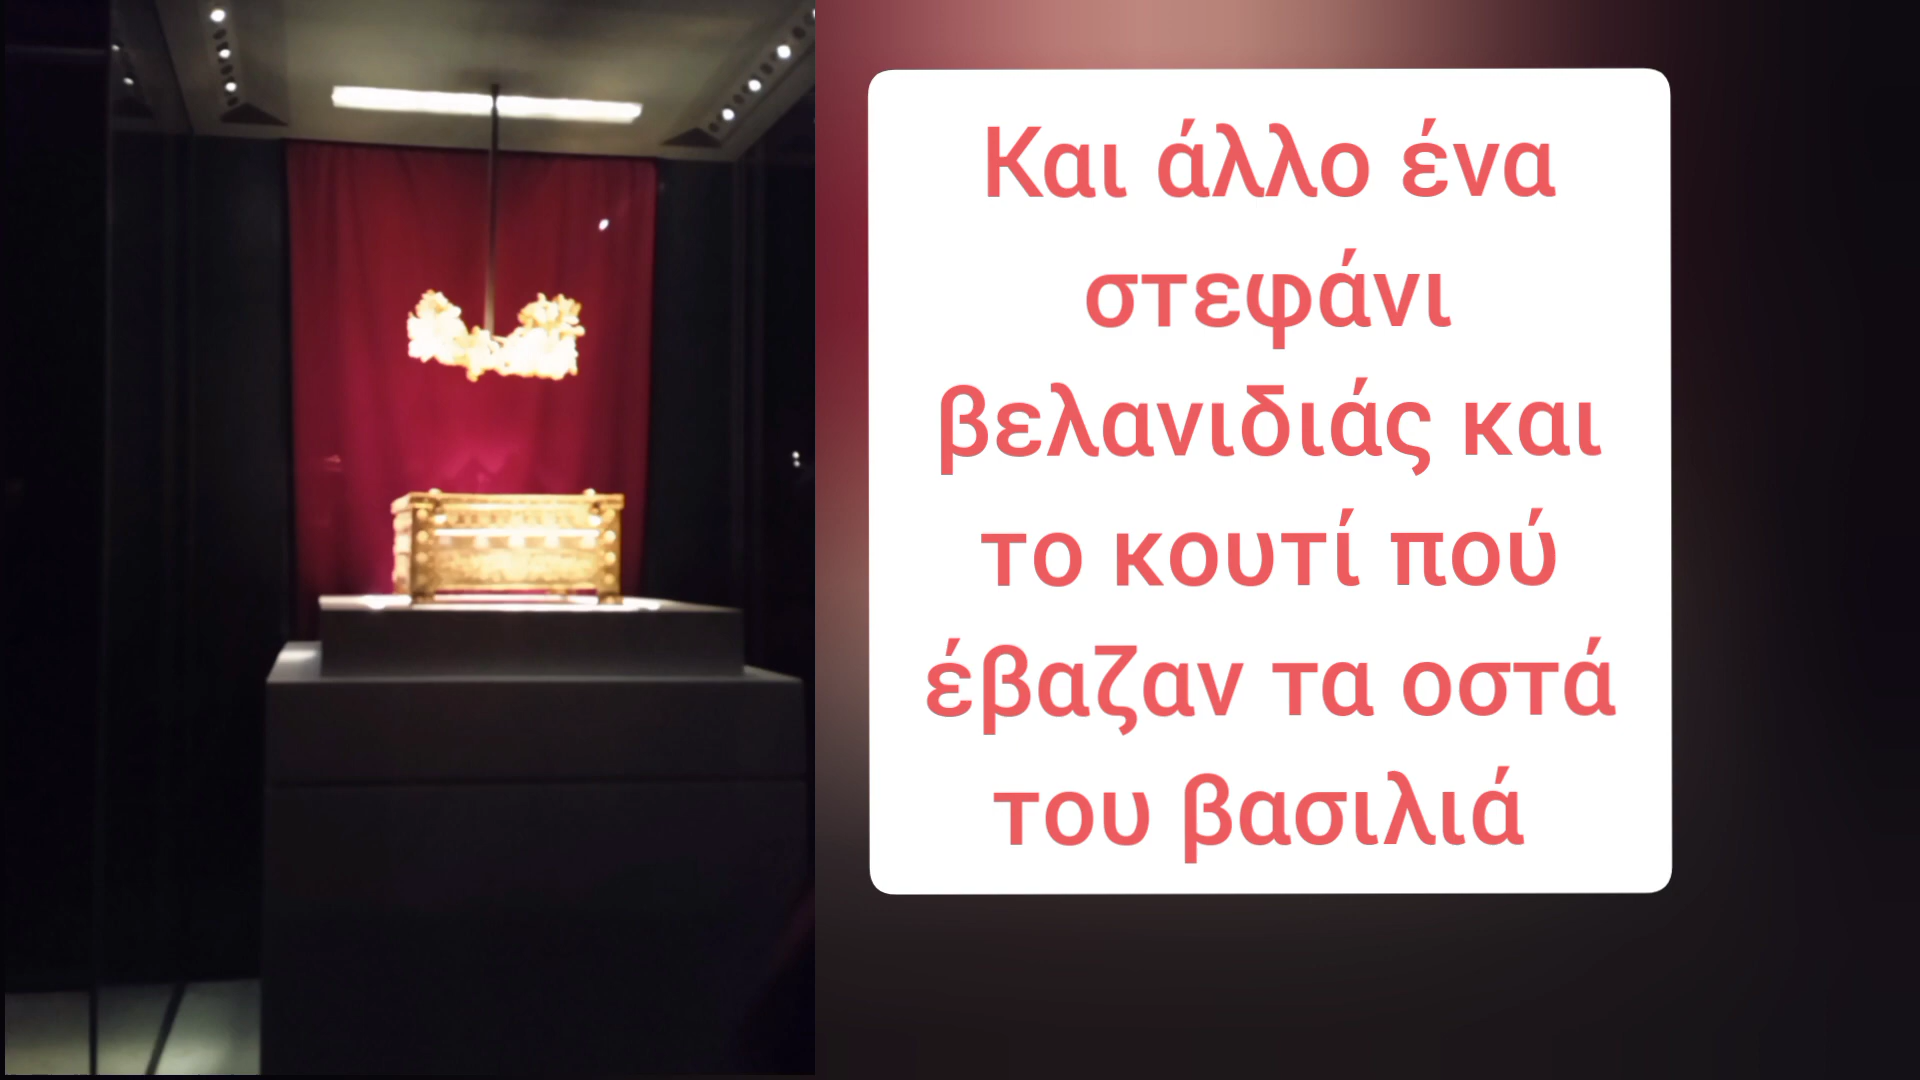 Και άλλο ένα
στεφάνι
βελανιδιάς και
το κουτί πού
έβαζαν τα οστά
του βασιλιά